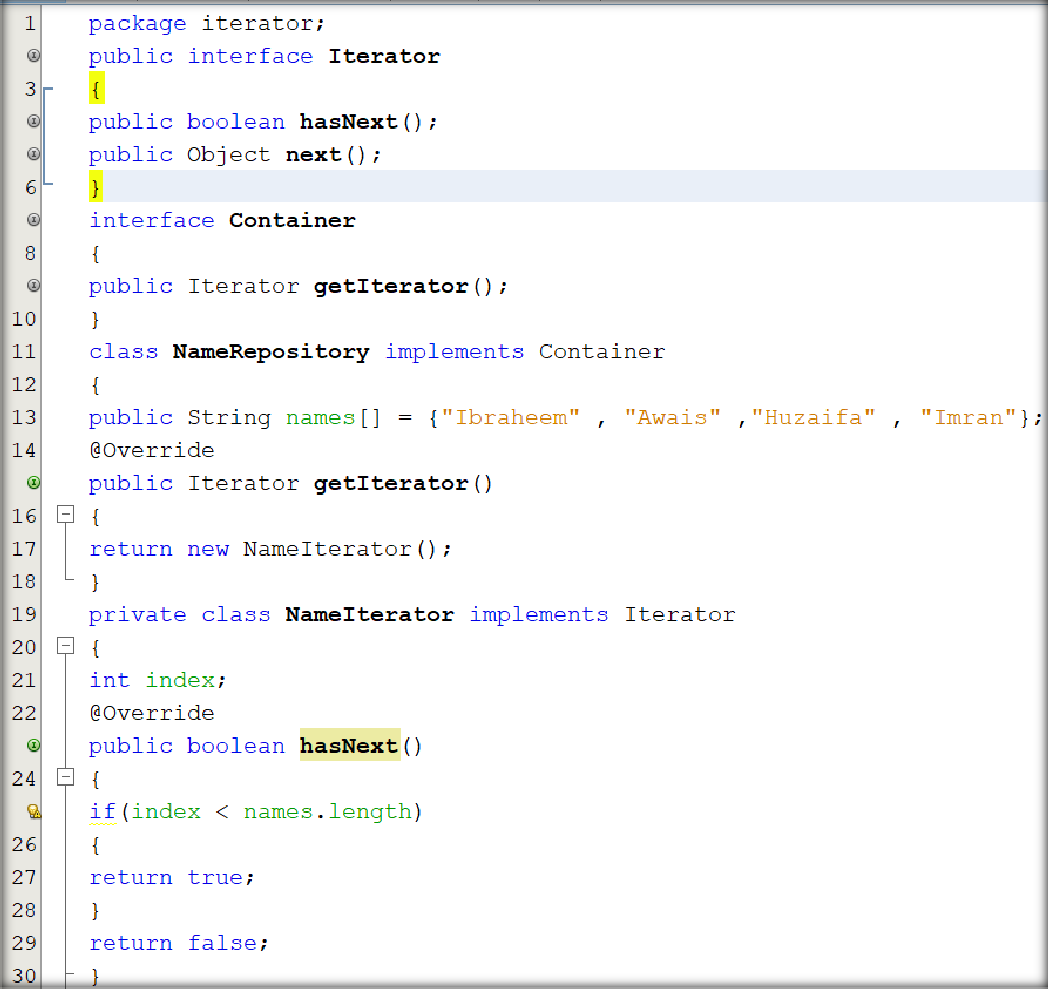 1 package iterator;
public interface Iterator
3 {
public boolean hasNext();
public Object next();
6 }
interface Container
8 {
public Iterator getIterator();
10 }
11 class NameRepository implements Container
12 {
13 public String names[] = {"Ibraheem" , "Awais" ,"Huzaifa" , "Imran"};
14 @Override
public Iterator getIterator()
16 {
17 return new NameIterator();
18 }
19 private class NameIterator implements Iterator
20 {
21 int index;
22 @Override
public boolean hasNext()
24 {
if(index < names.length)
26 {
27 return true;
28 }
29 return false;
30 }